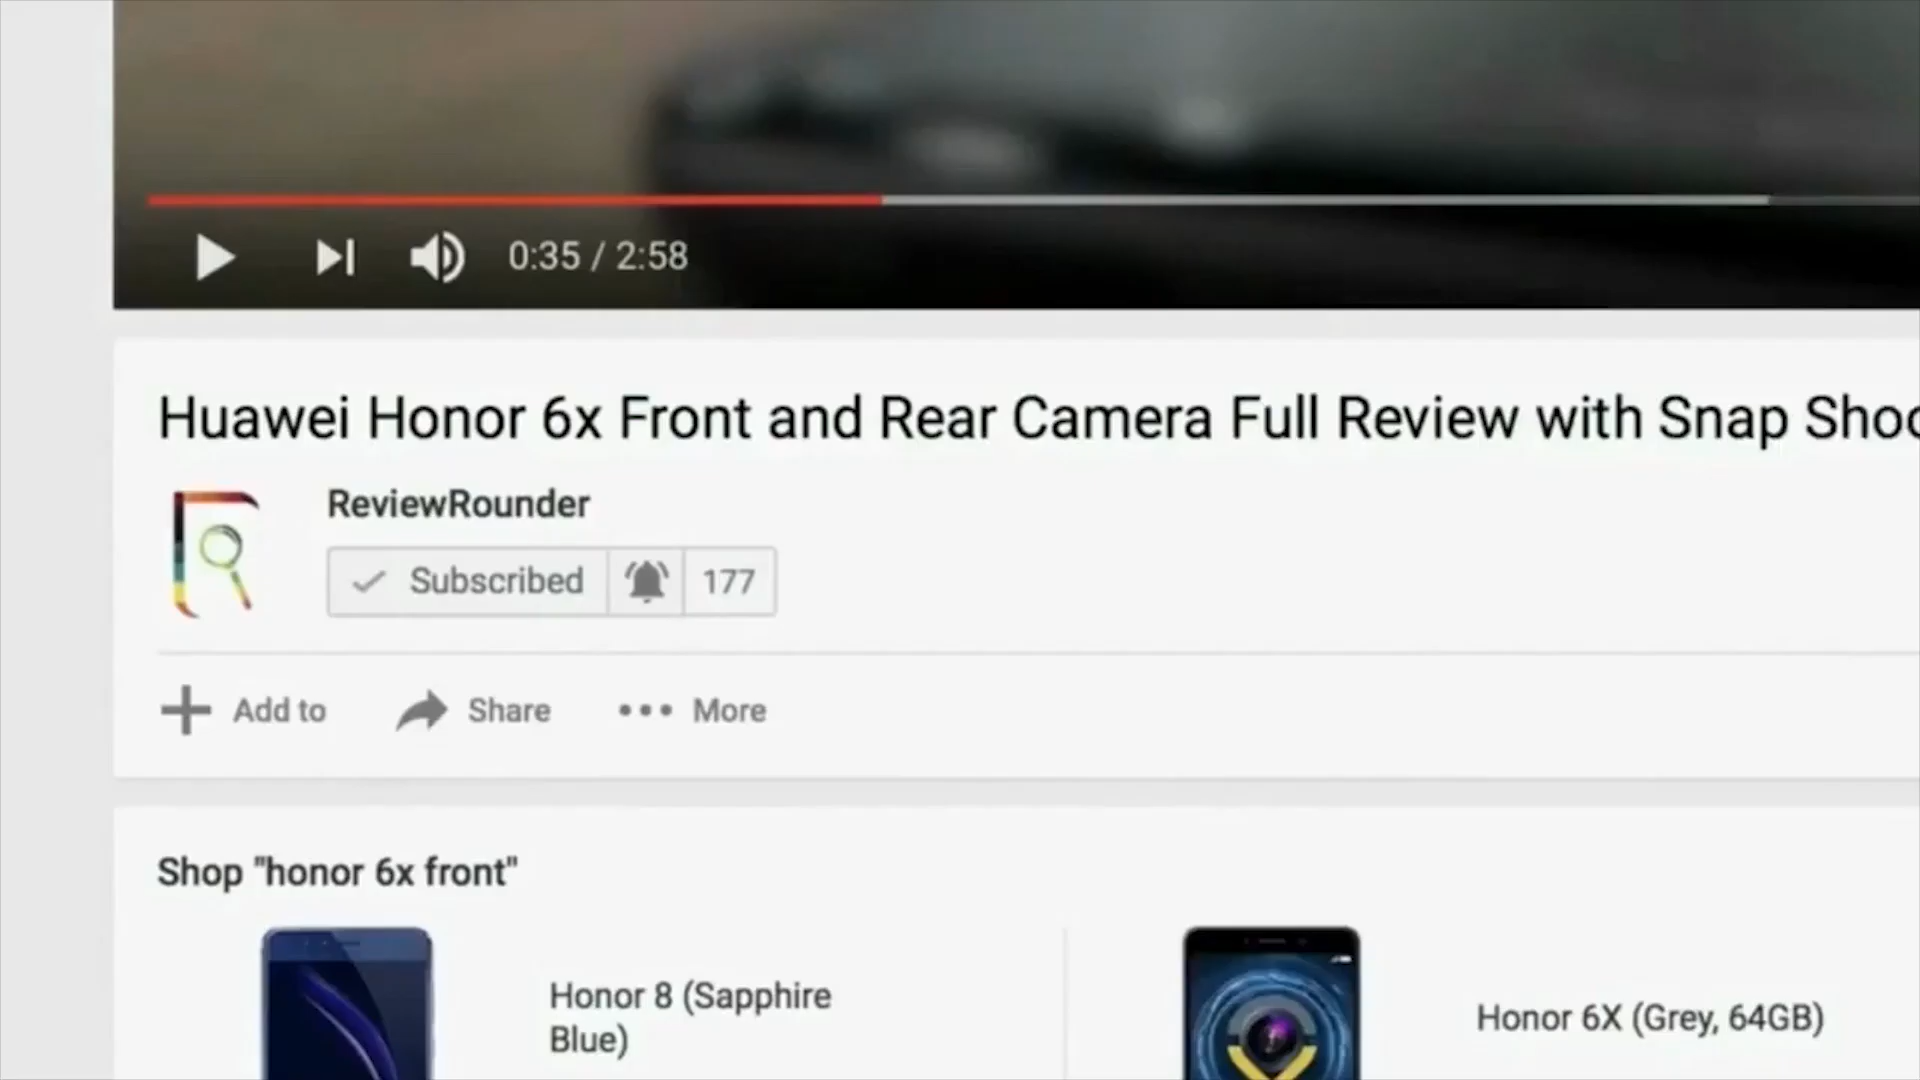 0:35 / 2:58
Huawei Honor 6x Front and Rear Camera Full Review with Snap
ReviewRounder
Subscribed 177
Add to Share More
Shop "honor 6x front"
Honor 8 (Sapphire
Blue)
Honor 6X (Grey, 64GB)